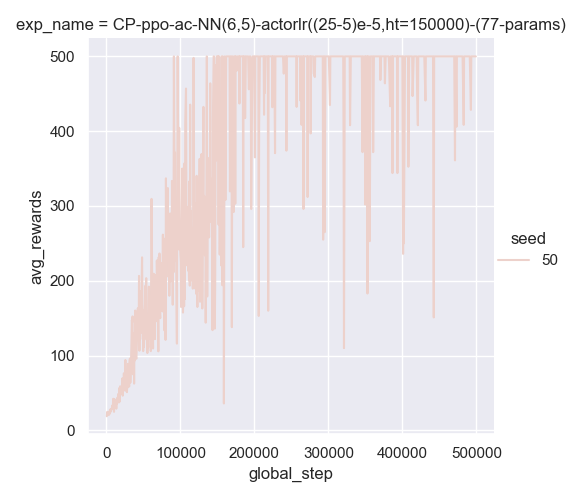 exp_name = CP-ppo-ac-NN(6,5)-actorlr((25-5)e-5,ht=150000)-(77-params)
500
400
300
200
100
0
avg_rewards
0 100000 200000 300000 400000 500000
global_step
seed
50